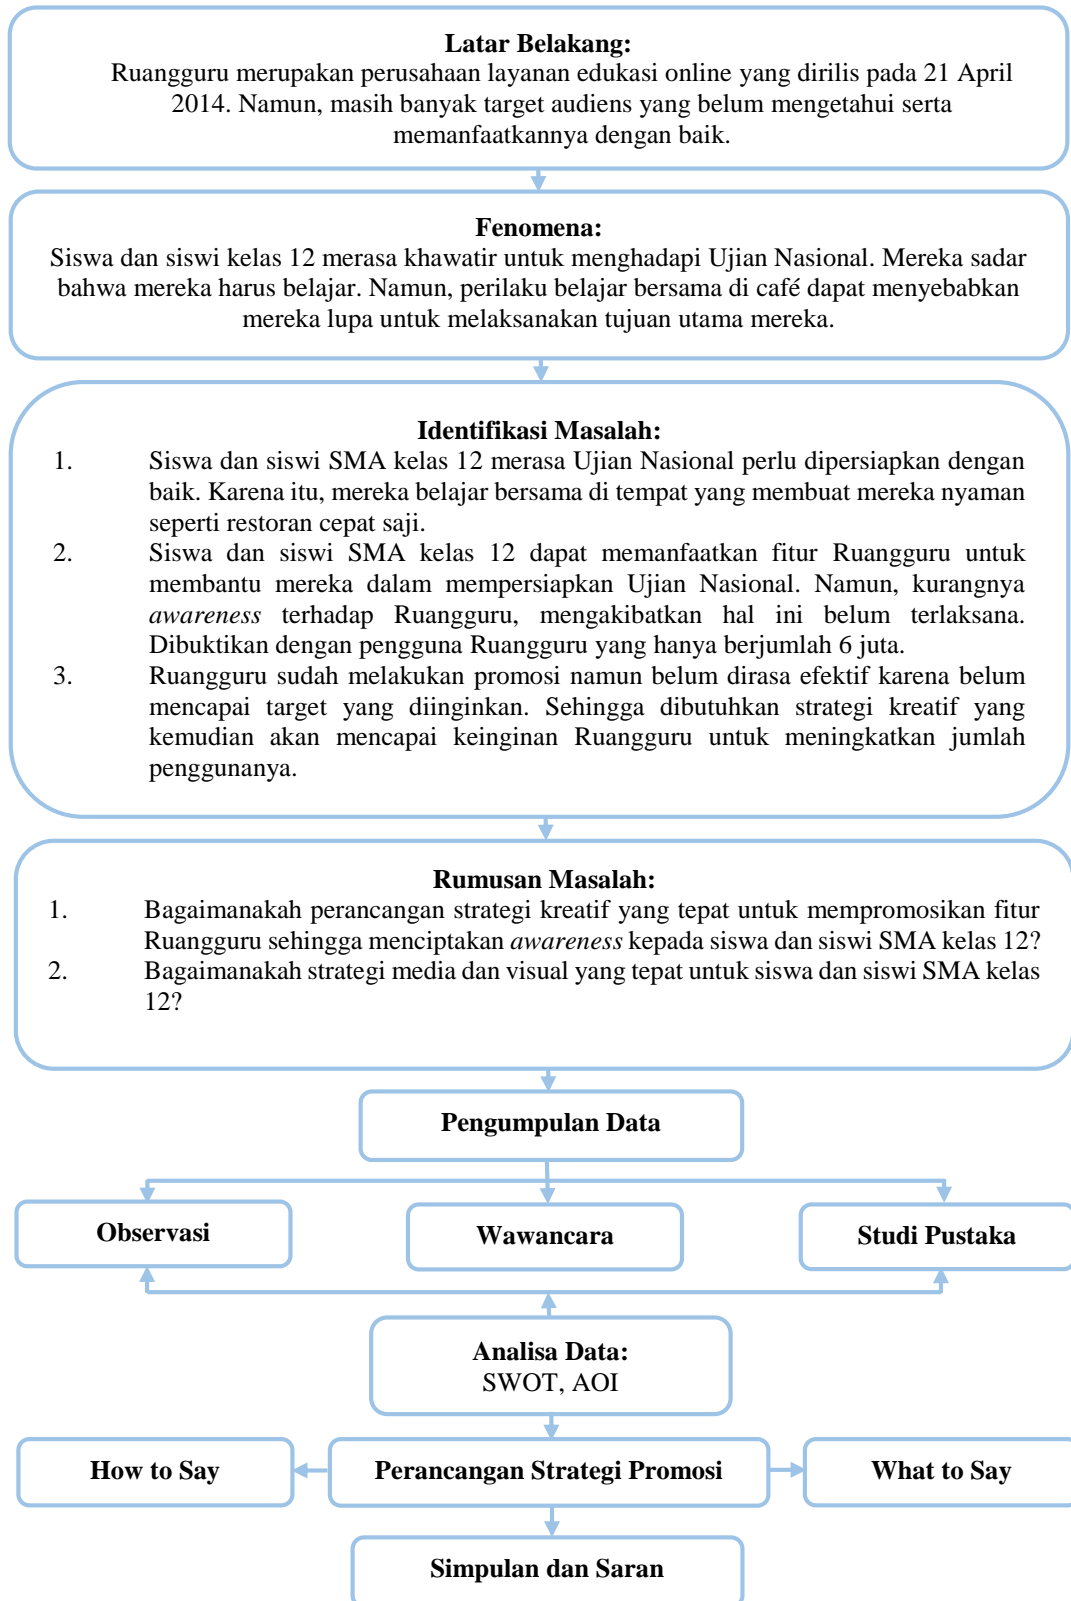 Latar Belakang:
Ruangguru merupakan perusahaan layanan edukasi online yang dirilis pada 21 April
2014. Namun, masih banyak target audiens yang belum mengetahui serta
memanfaatkannya dengan baik.
Fenomena:
Siswa dan siswi kelas 12 merasa khawatir untuk menghadapi Ujian Nasional. Mereka sadar
bahwa mereka harus belajar. Namun, perilaku belajar bersama di café dapat menyebabkan
mereka lupa untuk melaksanakan tujuan utama mereka.
Identifikasi Masalah:
1. Siswa dan siswi SMA kelas 12 merasa Ujian Nasional perlu dipersiapkan dengan
baik. Karena itu, mereka belajar bersama di tempat yang membuat mereka nyaman
seperti restoran cepat saji.
2. Siswa dan siswi SMA kelas 12 dapat memanfaatkan fitur Ruangguru untuk
membantu mereka dalam mempersiapkan Ujian Nasional. Namun, kurangnya
awareness terhadap Ruangguru, mengakibatkan hal ini belum terlaksana.
Dibuktikan dengan pengguna Ruangguru yang hanya berjumlah 6 juta.
3. Ruangguru sudah melakukan promosi namun belum dirasa efektif karena belum
mencapai target yang diinginkan. Sehingga dibutuhkan strategi kreatif yang
kemudian akan mencapai keinginan Ruangguru untuk meningkatkan jumlah
penggunanya.
Rumusan Masalah:
1. Bagaimanakah perancangan strategi kreatif yang tepat untuk mempromosikan fitur
Ruangguru sehingga menciptakan awareness kepada siswa dan siswi SMA kelas 12?
2. Bagaimanakah strategi media dan visual yang tepat untuk siswa dan siswi SMA kelas
12?
Pengumpulan Data
Observasi
Wawancara
Studi Pustaka
Analisa Data:
SWOT, AOI
How to Say
Perancangan Strategi Promosi
What to Say
Simpulan dan Saran